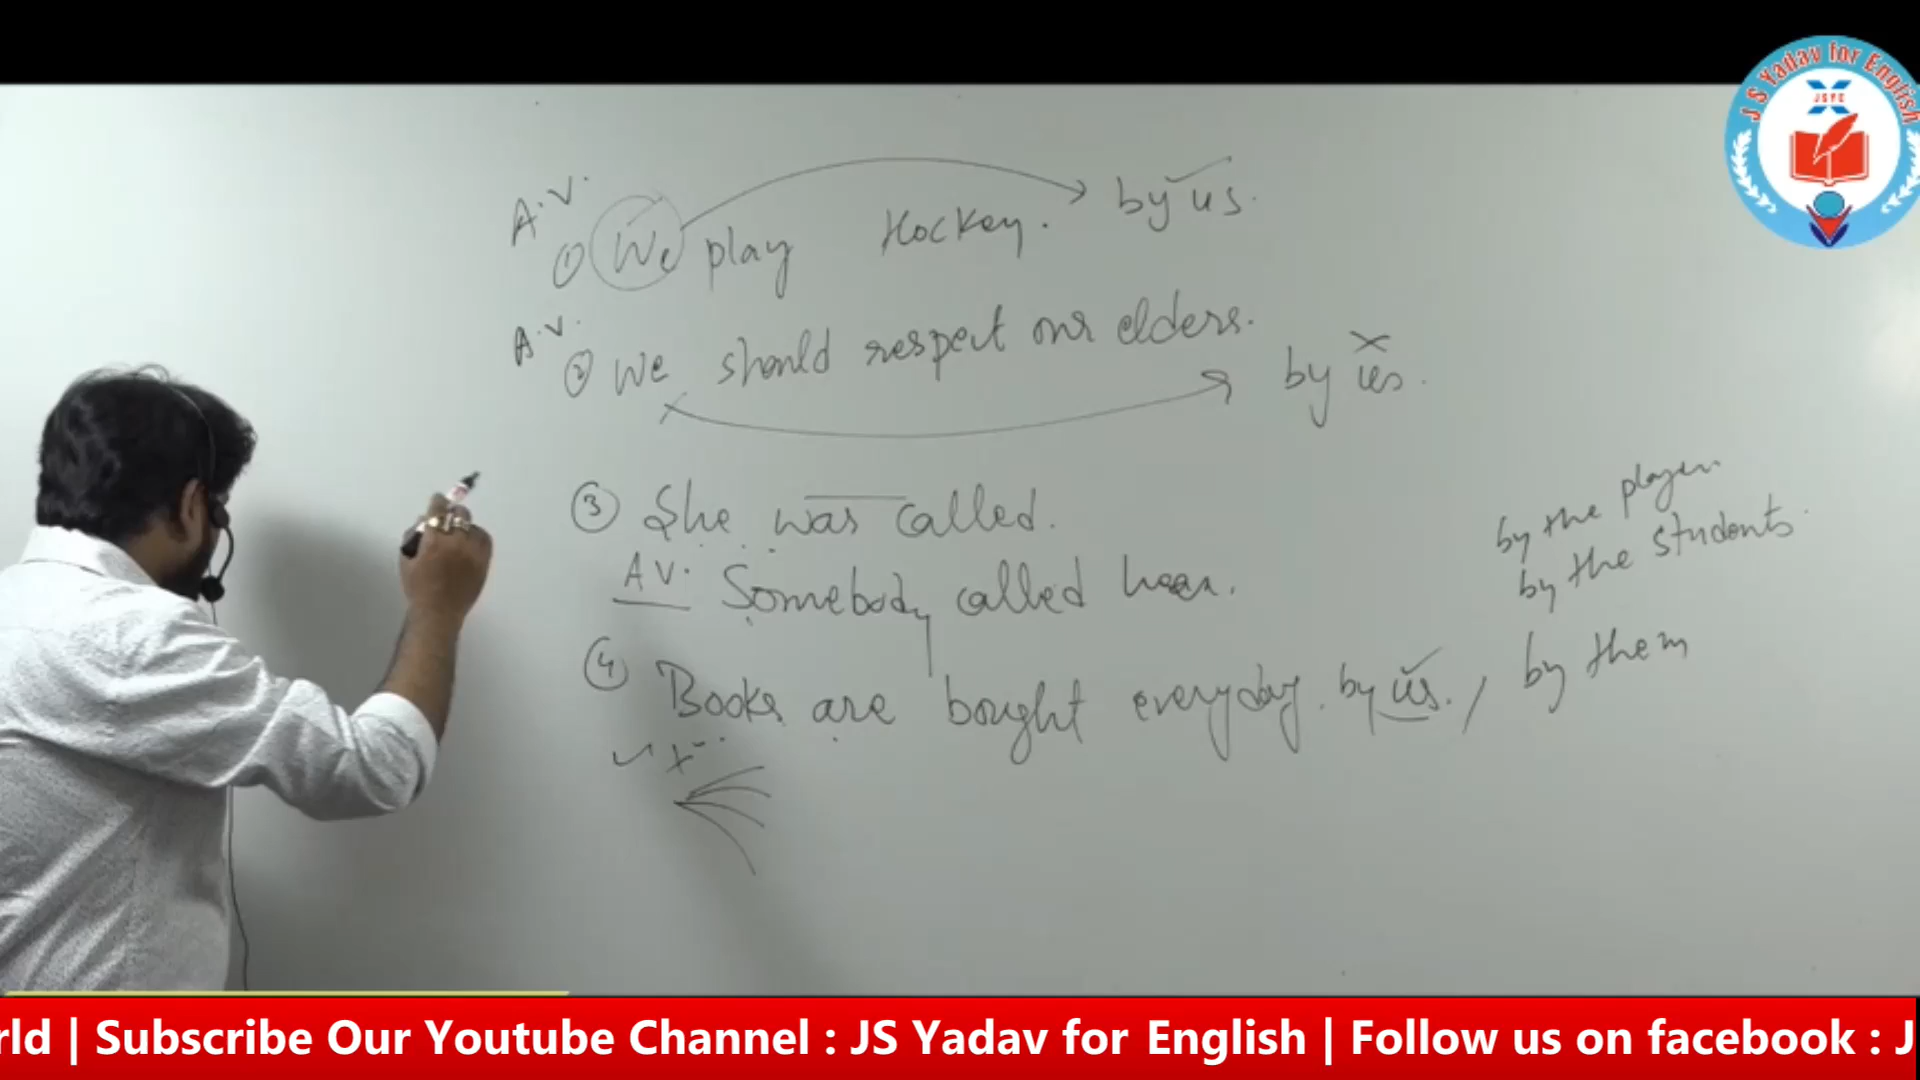 J S Yadav for English
JSYE
A.V.
① We play Hockey. by us.
A.V.
② We should respect our elders. by us.
③ She was called.
A V. Somebody called her.
by the player
by the students.
④ Books are bought everyday. by us. / by them
rld | Subscribe Our Youtube Channel : JS Yadav for English | Follow us on facebook : J